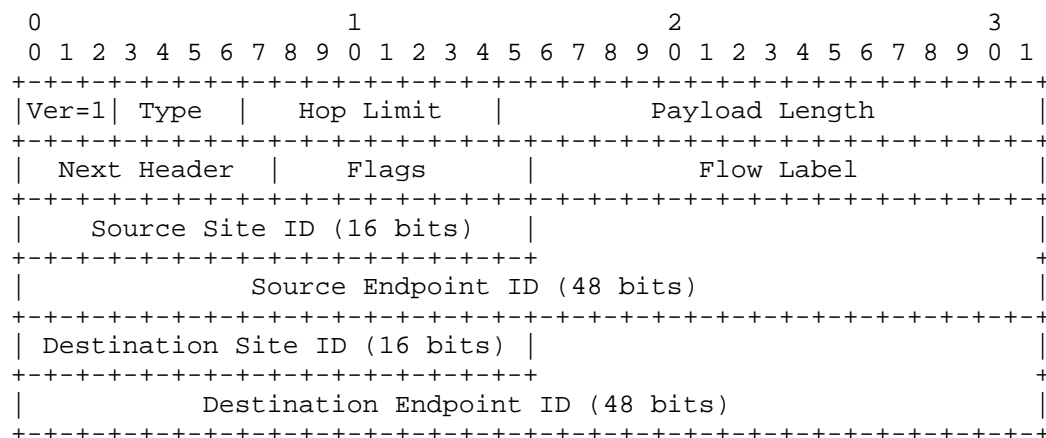 0                   1                   2                   3
 0 1 2 3 4 5 6 7 8 9 0 1 2 3 4 5 6 7 8 9 0 1 2 3 4 5 6 7 8 9 0 1
+-+-+-+-+-+-+-+-+-+-+-+-+-+-+-+-+-+-+-+-+-+-+-+-+-+-+-+-+-+-+-+-+
|Ver=1| Type  |   Hop Limit   |         Payload Length          |
+-+-+-+-+-+-+-+-+-+-+-+-+-+-+-+-+-+-+-+-+-+-+-+-+-+-+-+-+-+-+-+-+
|  Next Header  |    Flags      |          Flow Label           |
+-+-+-+-+-+-+-+-+-+-+-+-+-+-+-+-+-+-+-+-+-+-+-+-+-+-+-+-+-+-+-+-+
|    Source Site ID (16 bits)   |                               |
+-+-+-+-+-+-+-+-+-+-+-+-+-+-+-+-+                               +
|              Source Endpoint ID (48 bits)                     |
+-+-+-+-+-+-+-+-+-+-+-+-+-+-+-+-+-+-+-+-+-+-+-+-+-+-+-+-+-+-+-+-+
| Destination Site ID (16 bits) |                               |
+-+-+-+-+-+-+-+-+-+-+-+-+-+-+-+-+                               +
|           Destination Endpoint ID (48 bits)                   |
+-+-+-+-+-+-+-+-+-+-+-+-+-+-+-+-+-+-+-+-+-+-+-+-+-+-+-+-+-+-+-+-+